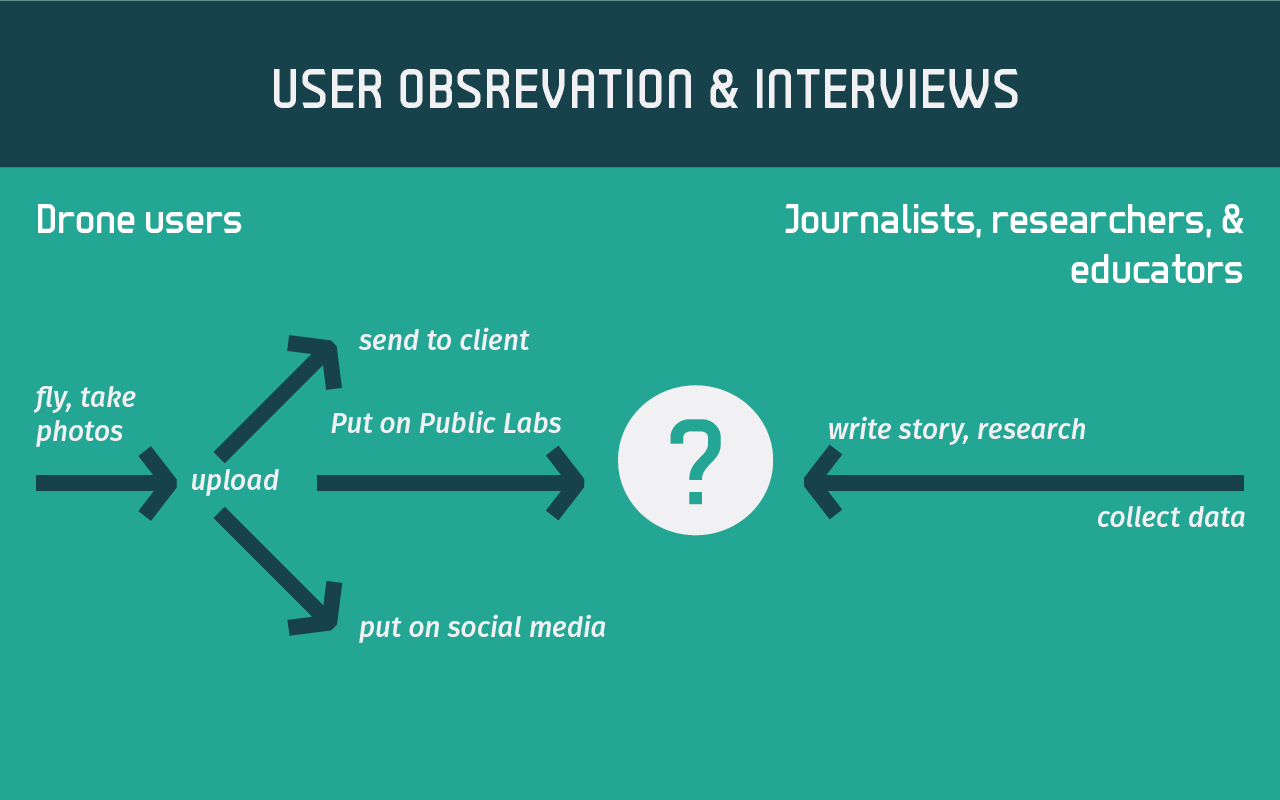 USER OBSREVATION & INTERVIEWS
Drone users
Journalists, researchers, &
educators
fly, take
photos
upload
send to client
Put on Public Labs
put on social media
?
write story, research
collect data